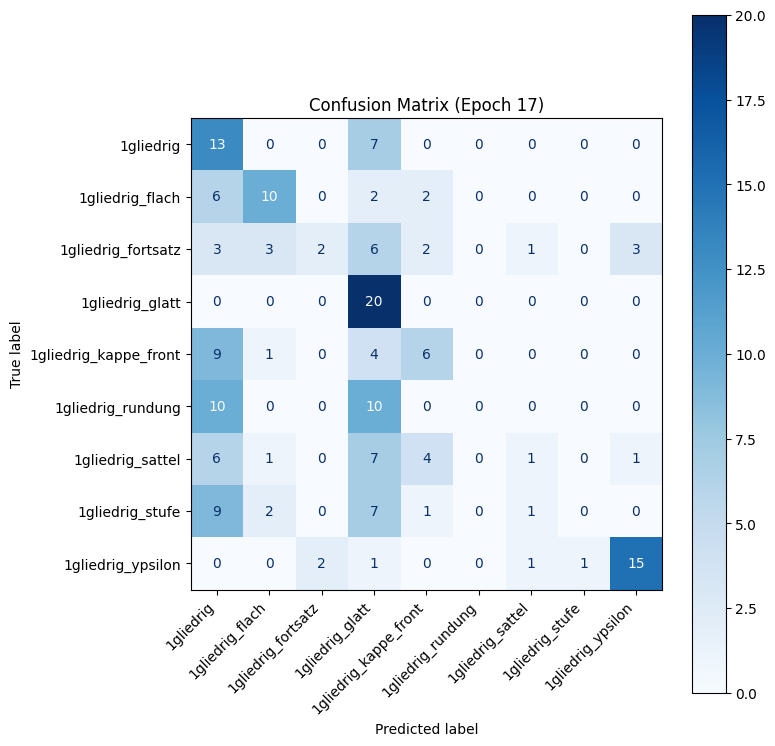 Confusion Matrix (Epoch 17)
True label
1gliedrig 13 0 0 7 0 0 0 0 0
1gliedrig_flach 6 10 0 2 2 0 0 0 0
1gliedrig_fortsatz 3 3 2 6 2 0 1 0 3
1gliedrig_glatt 0 0 0 20 0 0 0 0 0
1gliedrig_kappe_front 9 1 0 4 6 0 0 0 0
1gliedrig_rundung 10 0 0 10 0 0 0 0 0
1gliedrig_sattel 6 1 0 7 4 0 1 0 1
1gliedrig_stufe 9 2 0 7 1 0 1 0 0
1gliedrig_ypsilon 0 0 2 1 0 0 1 1 15
1gliedrig
1gliedrig_flach
1gliedrig_fortsatz
1gliedrig_glatt
1gliedrig_kappe_front
1gliedrig_rundung
1gliedrig_sattel
1gliedrig_stufe
1gliedrig_ypsilon
Predicted label
20.0
17.5
15.0
12.5
10.0
7.5
5.0
2.5
0.0